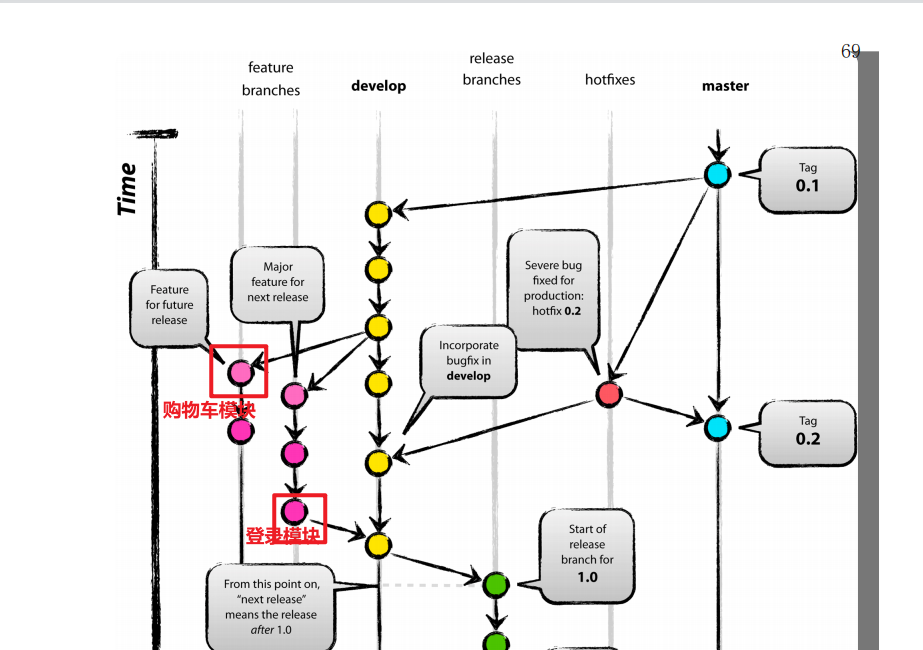 69
feature
branches
develop
release
branches
hotfixes
master
Time
Tag
0.1
Severe bug
fixed for
production:
hotfix 0.2
Major
feature for
next release
Feature
for future
release
Incorporate
bugfix in
develop
购物车模块
Tag
0.2
登录模块
Start of
release
branch for
1.0
From this point on,
“next release”
means the release
after 1.0